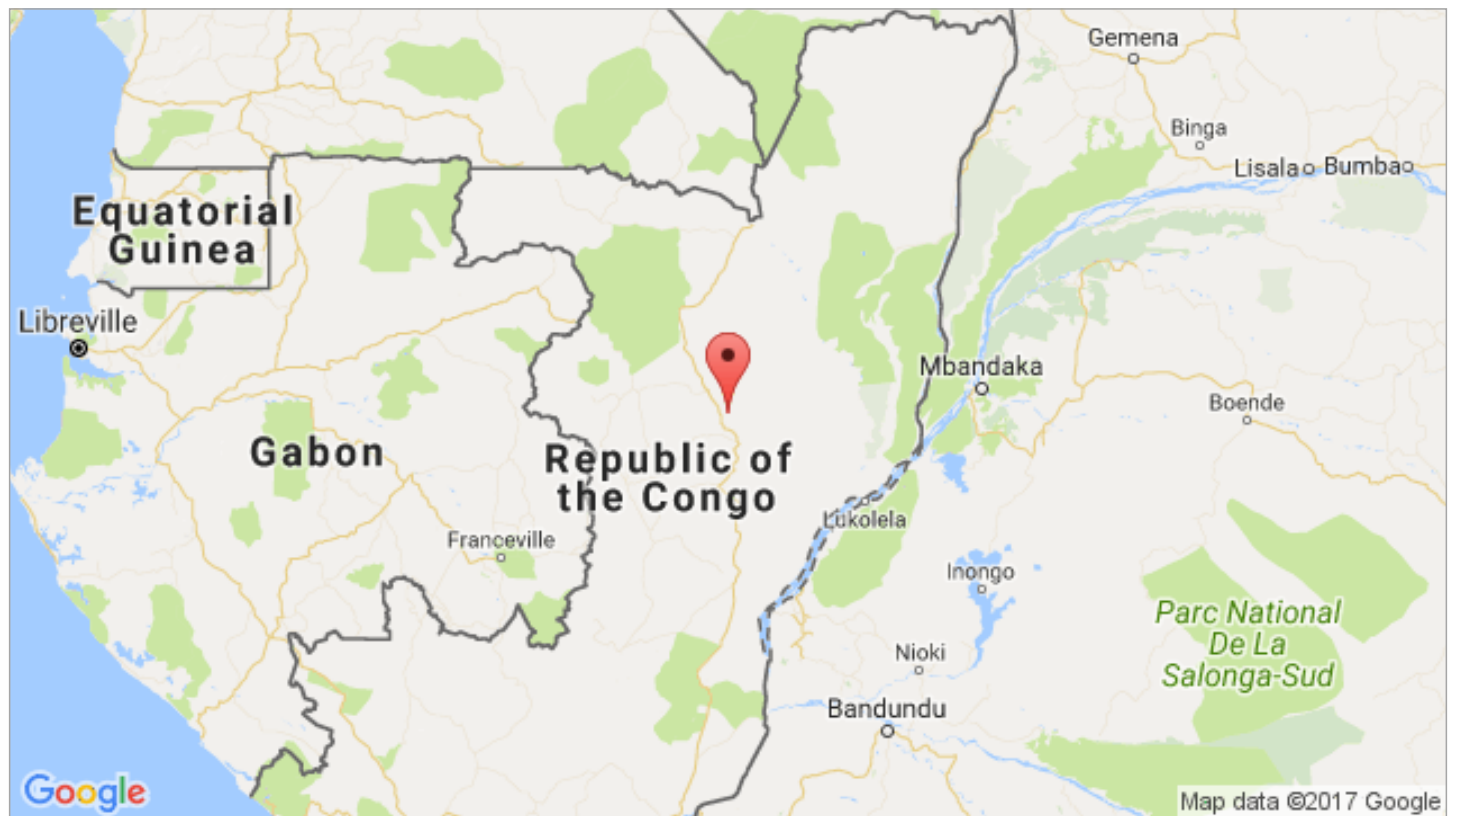 Gemena
Binga
Lisala
Bumba
Equatorial
Guinea
Libreville
Mbandaka
Boende
Gabon
Republic of
the Congo
Lukolela
Franceville
Inongo
Parc National
De La
Salonga-Sud
Nioki
Bandundu
Google
Map data ©2017 Google